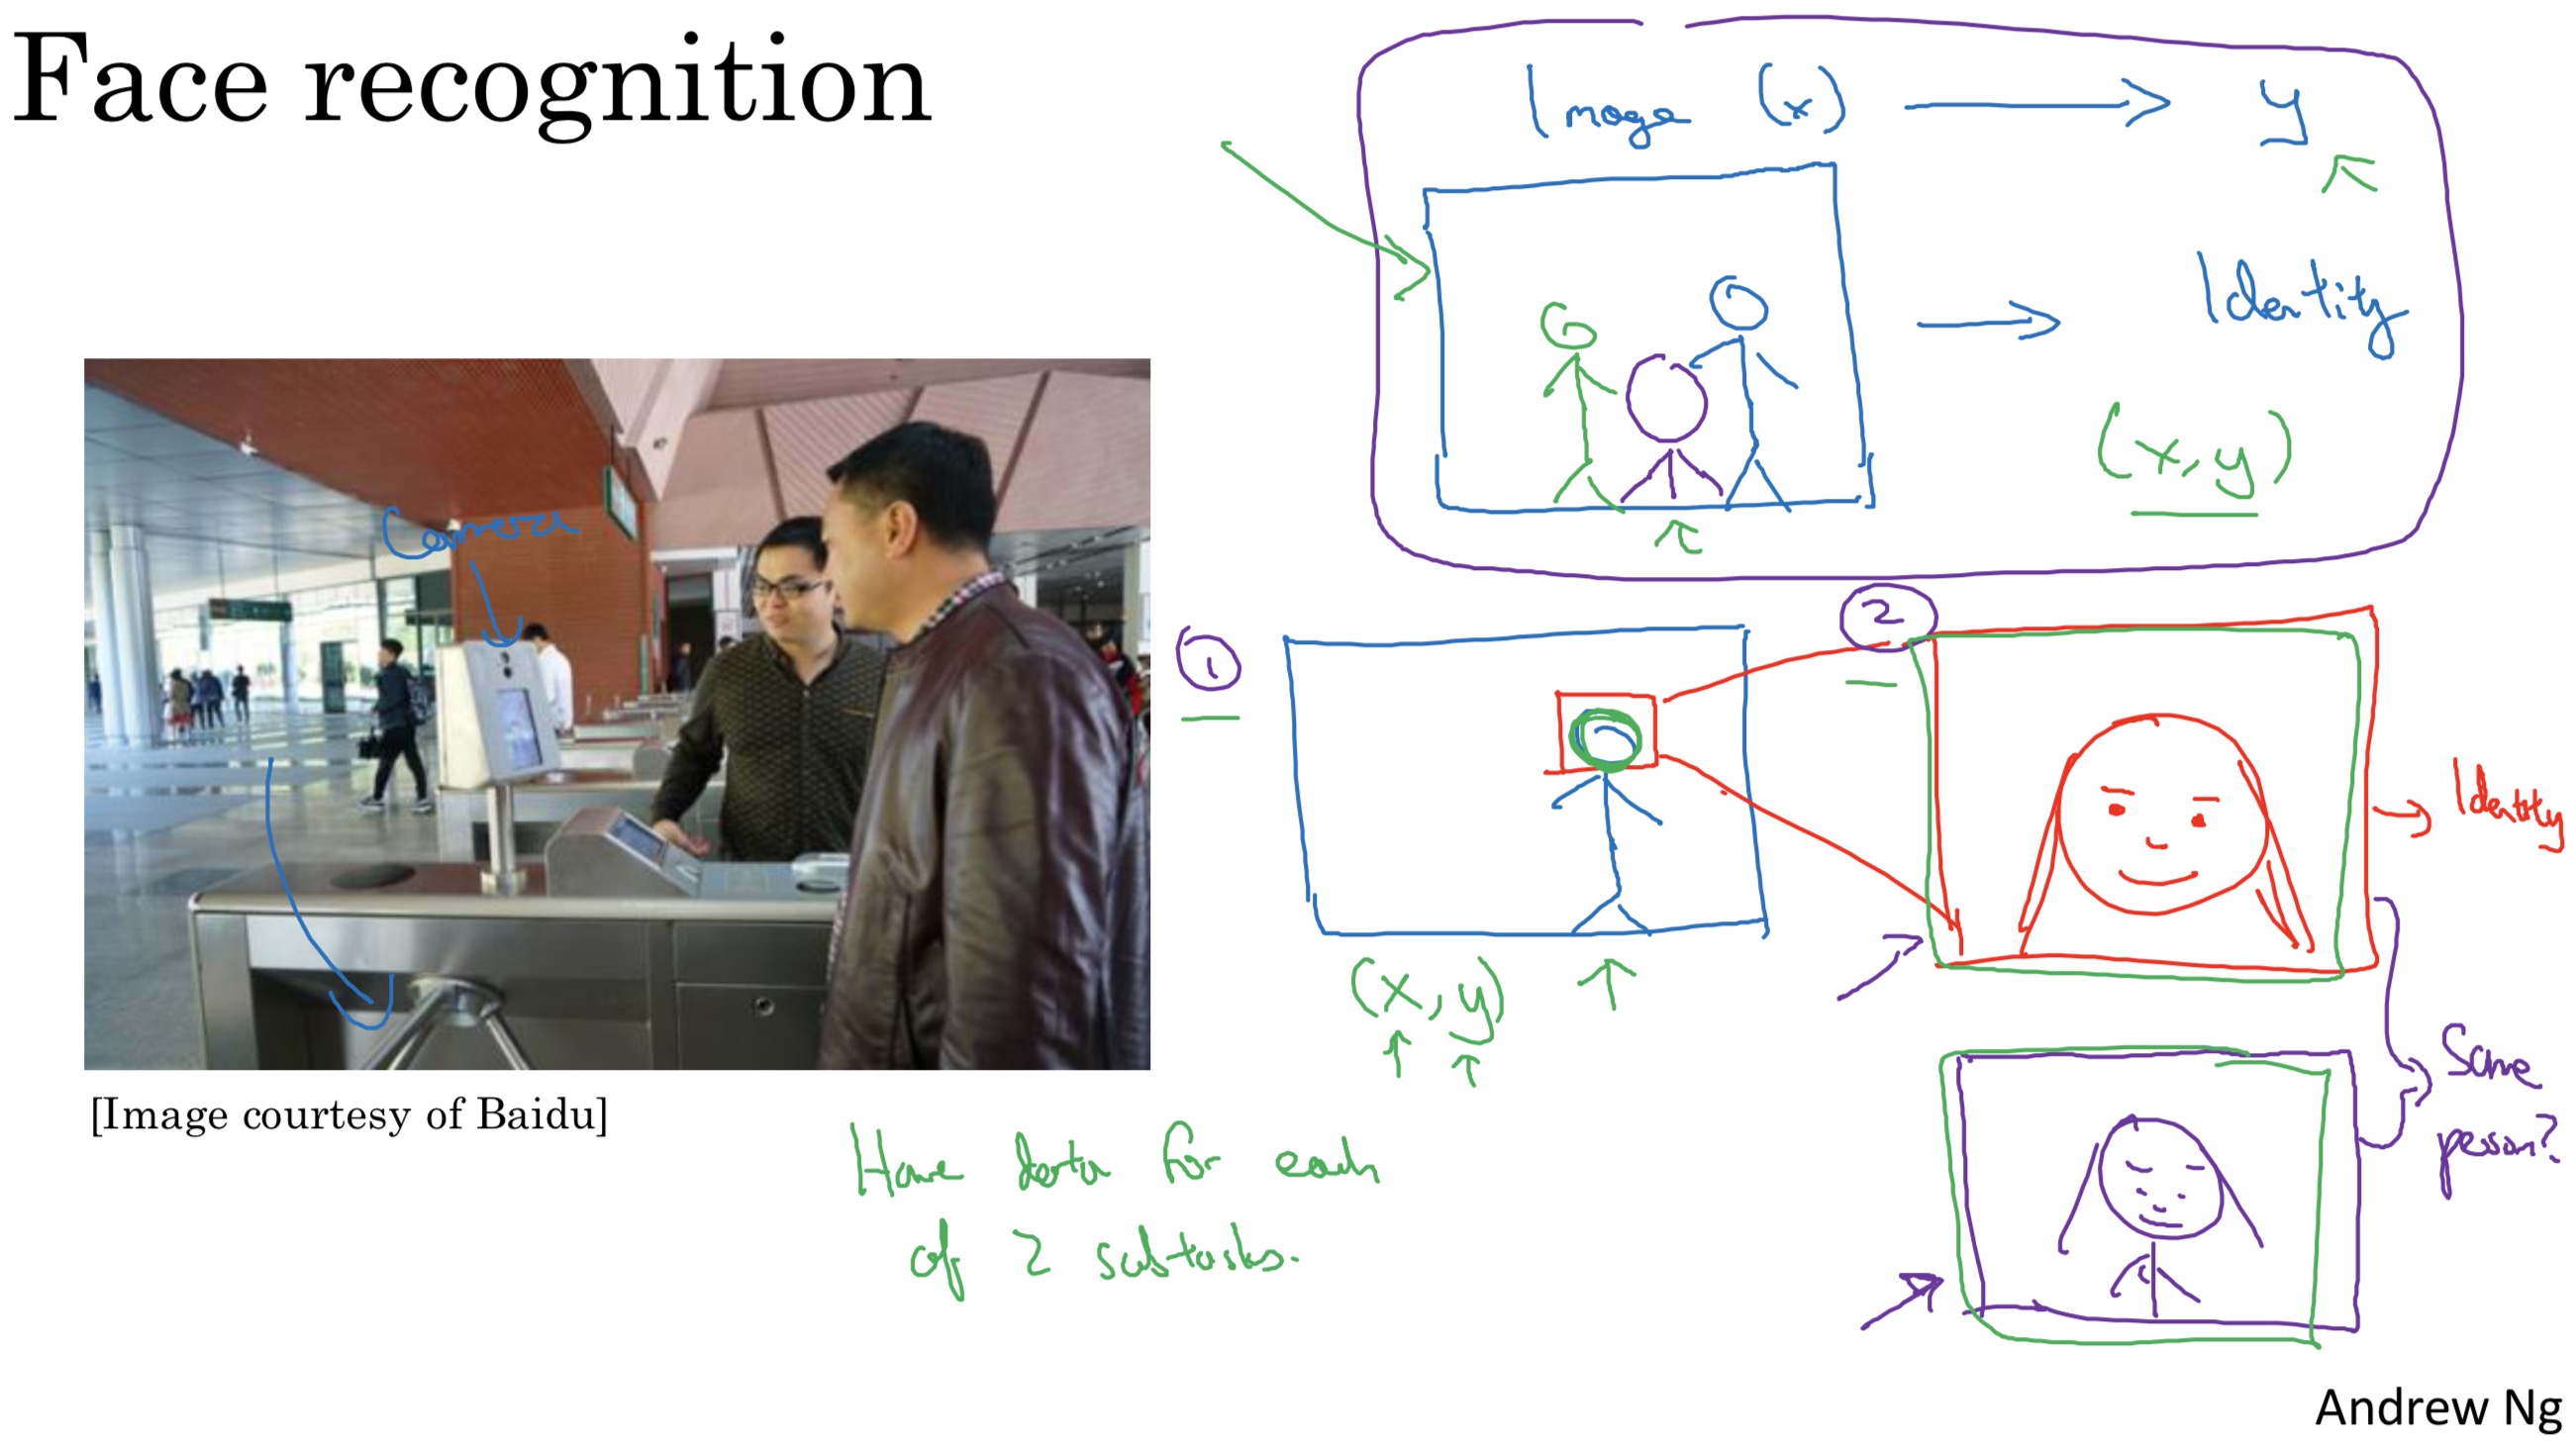 Face recognition
Image (x) → y
→ Identity
(x, y)
Camera
1
2
→ Identity
(x, y)
[Image courtesy of Baidu]
Same
person?
Have data for each
of 2 subtasks.
Andrew Ng